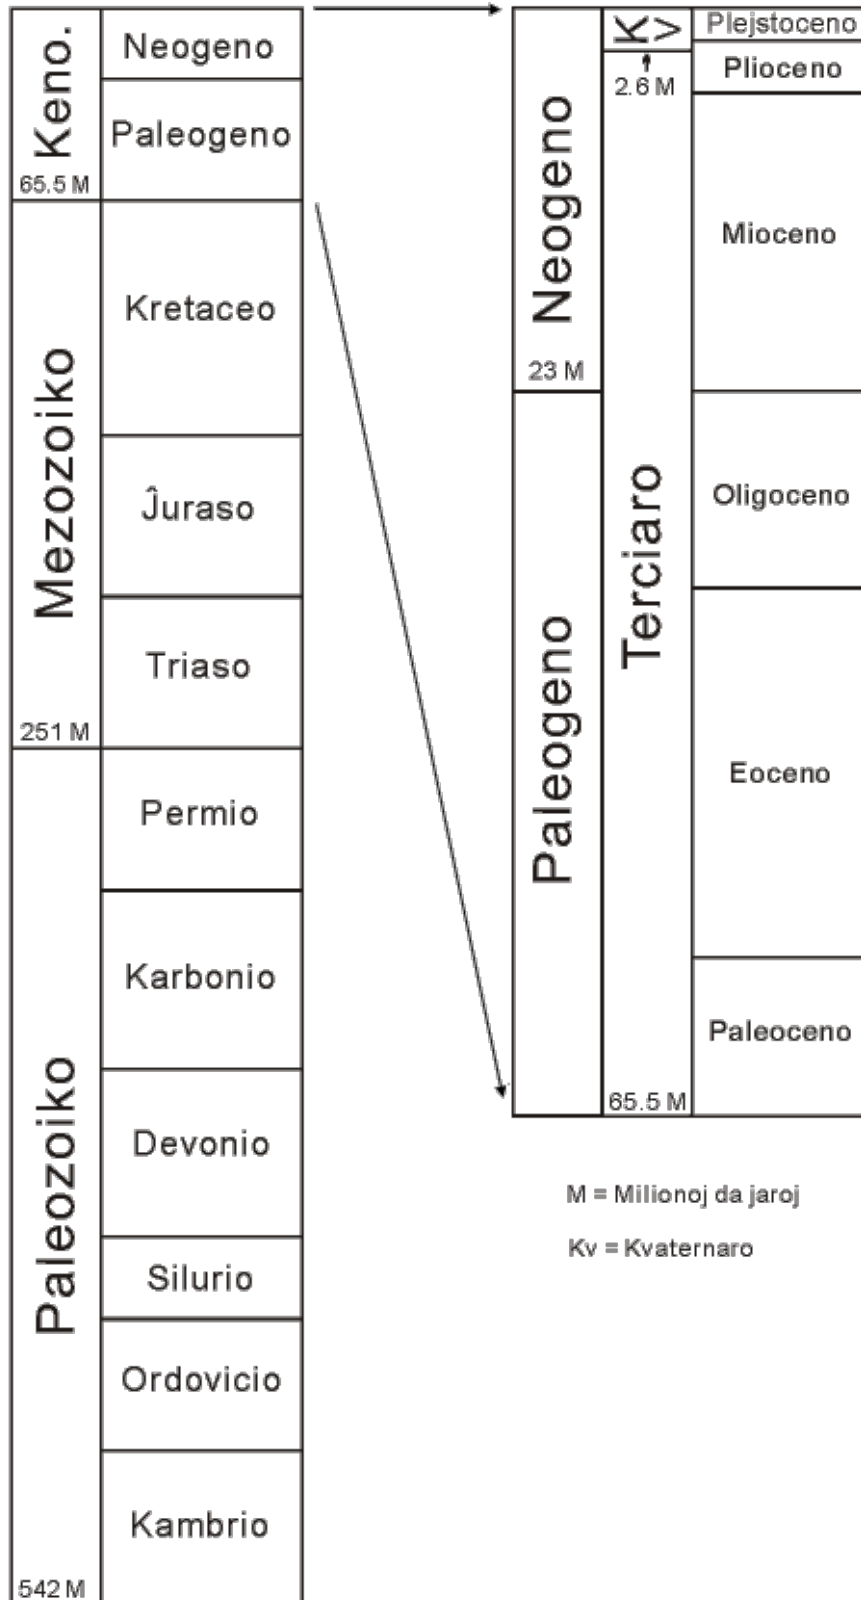 Keno.
65.5 M
Neogeno
Paleogeno
Mezozoiko
251 M
Kretaceo
Ĵuraso
Triaso
Paleozoiko
542 M
Permio
Karbonio
Devonio
Silurio
Ordovicio
Kambrio
Neogeno
23 M
Paleogeno
Kv
2.6 M
Terciaro
65.5 M
Plejstoceno
Plioceno
Mioceno
Oligoceno
Eoceno
Paleoceno
M = Milionoj da jaroj
Kv = Kvaternaro